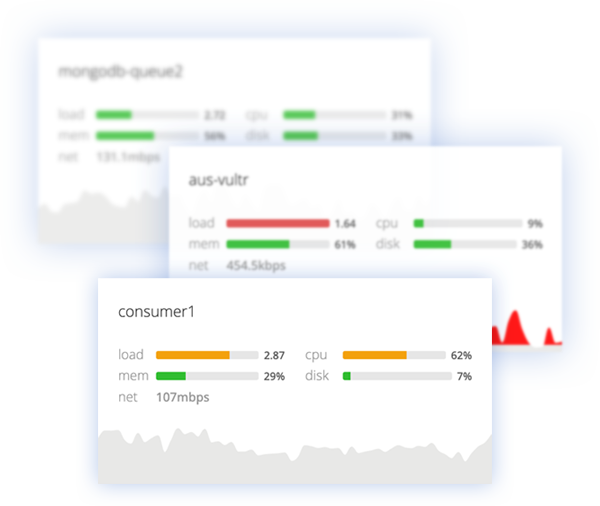 mongodb-queue2
load 2.72 cpu 31%
mem 56% disk 33%
net 131.1mbps
aus-vultr
load 1.64 cpu 9%
mem 61% disk 36%
net 454.5kbps
consumer1
load 2.87 cpu 62%
mem 29% disk 7%
net 107mbps